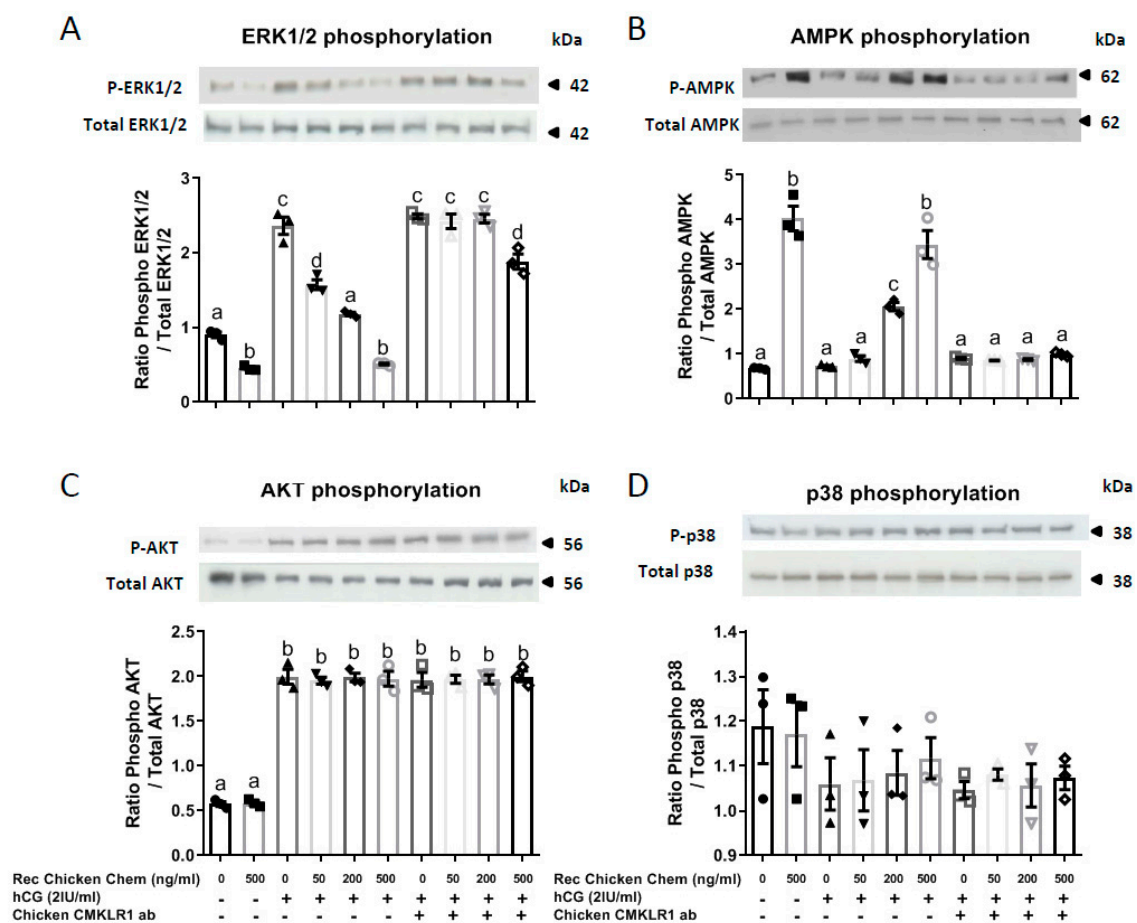 A
ERK1/2 phosphorylation
kDa
P-ERK1/2
42
Total ERK1/2
42
Ratio Phospho ERK1/2
/ Total ERK1/2
3
2
1
0
a
b
c
d
a
b
c
c
c
d
B
AMPK phosphorylation
kDa
P-AMPK
62
Total AMPK
62
Ratio Phospho AMPK
/ Total AMPK
5
4
3
2
1
0
a
b
a
a
c
b
a
a
a
a
C
AKT phosphorylation
kDa
P-AKT
56
Total AKT
56
Ratio Phospho AKT
/ Total AKT
2.5
2.0
1.5
1.0
0.5
0.0
a
a
b
b
b
b
b
b
b
b
Rec Chicken Chem (ng/ml) 0 500 0 50 200 500 0 50 200 500
hCG (2IU/ml) - - + + + + + + + +
Chicken CMKLR1 ab - - - - - - + + + +
D
p38 phosphorylation
kDa
P-p38
38
Total p38
38
Ratio Phospho p38
/ Total p38
1.4
1.3
1.2
1.1
1.0
0.9
Rec Chicken Chem (ng/ml) 0 500 0 50 200 500 0 50 200 500
hCG (2IU/ml) - - + + + + + + + +
Chicken CMKLR1 ab - - - - - - + + + +